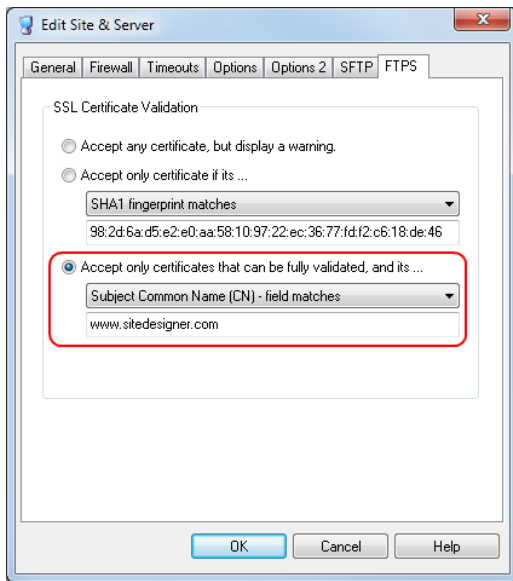 Edit Site & Server
General Firewall Timeouts Options Options 2 SFTP FTPS
SSL Certificate Validation
Accept any certificate, but display a warning.
Accept only certificate if its ...
SHA1 fingerprint matches
98:2d:6a:d5:e2:e0:aa:58:10:97:22:ec:36:77:fd:f2:c6:18:de:46
Accept only certificates that can be fully validated, and its ...
Subject Common Name (CN) - field matches
www.sitedesigner.com
OK Cancel Help